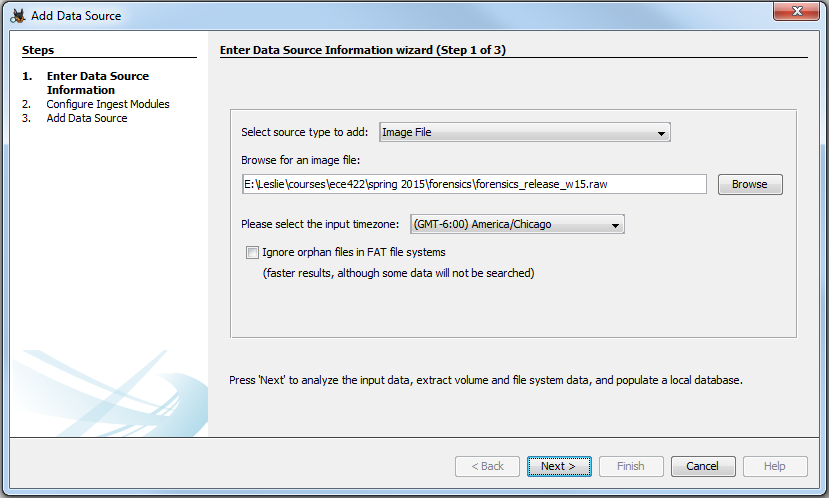 Add Data Source
Steps
1. Enter Data Source
Information
2. Configure Ingest Modules
3. Add Data Source
Enter Data Source Information wizard (Step 1 of 3)
Select source type to add: Image File
Browse for an image file:
E:\Leslie\courses\ece422\spring 2015\forensics\forensics_release_w15.raw Browse
Please select the input timezone: (GMT-6:00) America/Chicago
Ignore orphan files in FAT file systems
(faster results, although some data will not be searched)
Press 'Next' to analyze the input data, extract volume and file system data, and populate a local database.
< Back Next > Finish Cancel Help